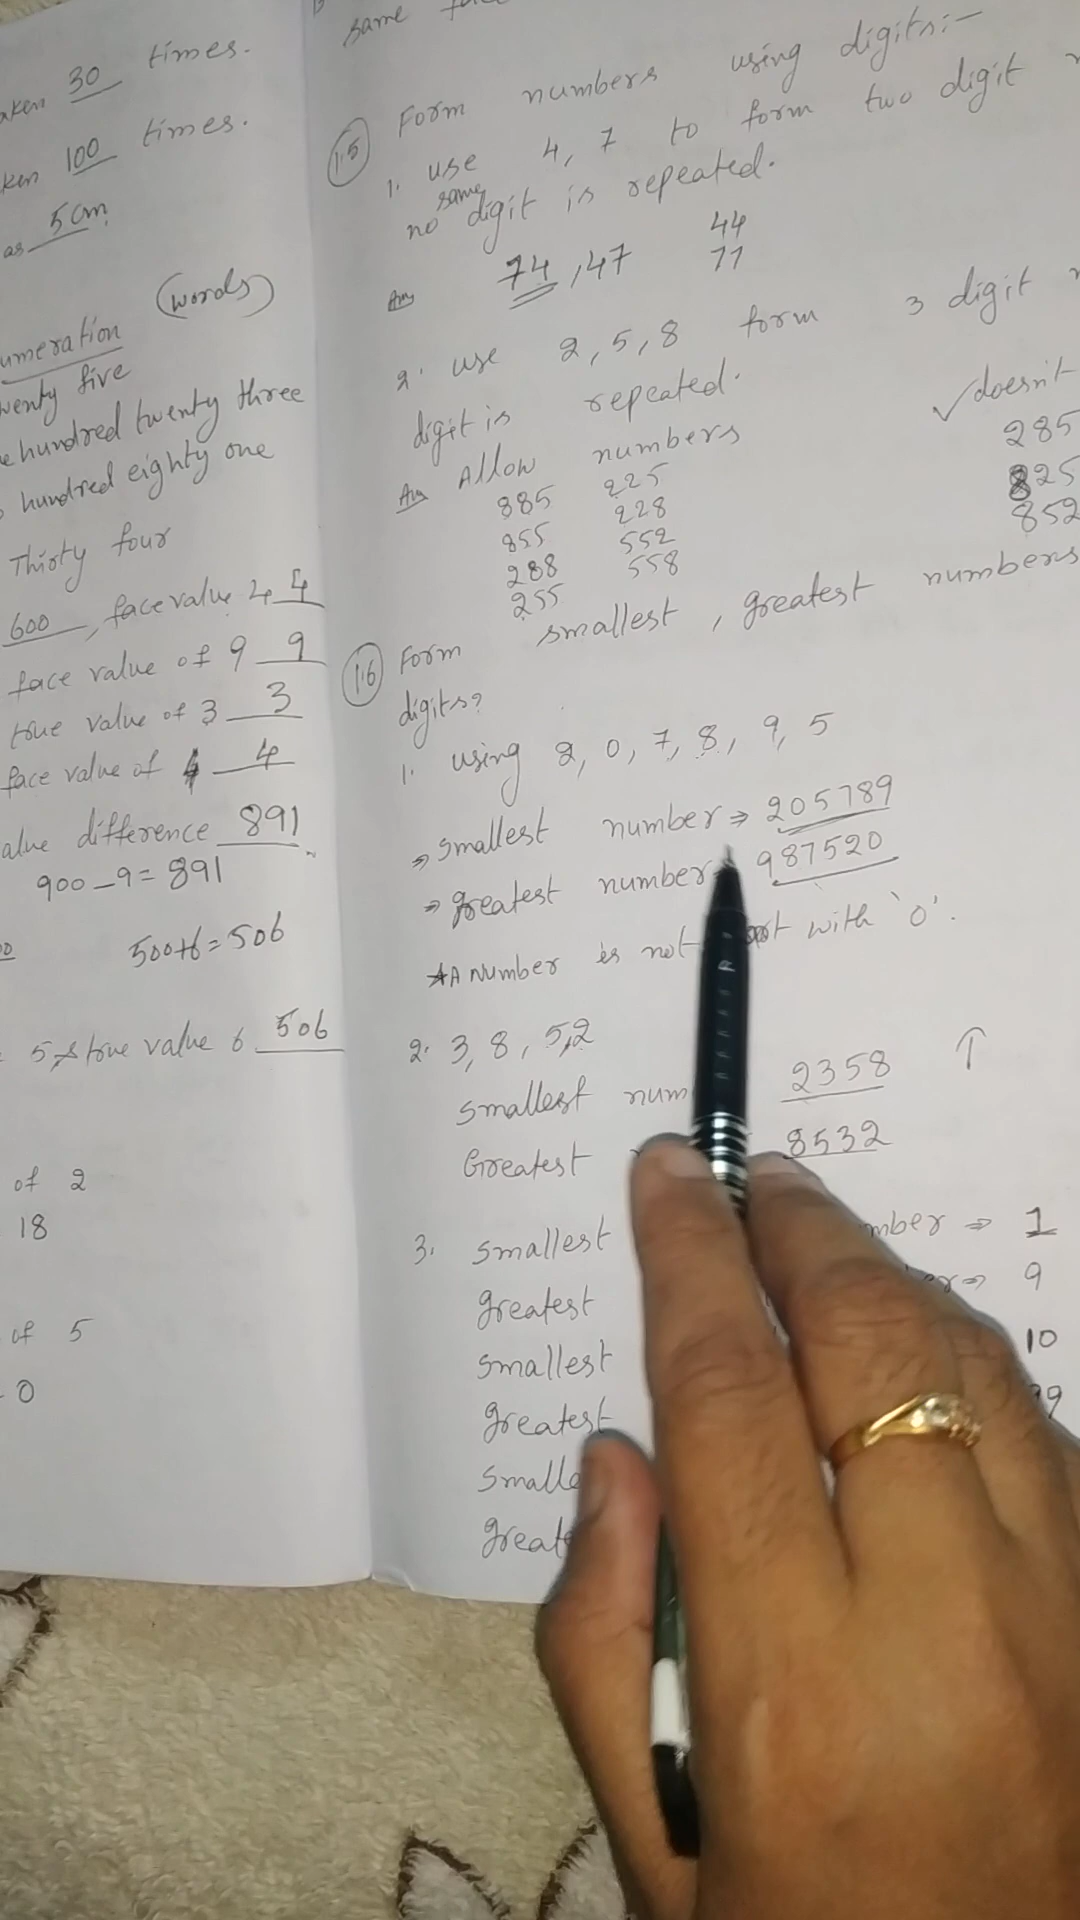 aken 30 times.
ken 100 times.
as 5cm
(words)
umeration
wenty five
e hundred twenty three
hundred eighty one
Thirty four
600, face value 4 4
face value of 9 9
true value of 3 3
face value of 4 4
alue difference 891
900 - 9 = 891
500+6 = 506
5, & true value 6 506
of 2
18
of 5
0
same
1.5 Form numbers using digits:-
1. use 4, 7 to form two digit
no same digit is repeated.
Ans 74, 47 44
77
2. use 2, 5, 8 form 3 digit
digit is repeated.
Ans Allow numbers ✓ doesn't
885 225 285
855 228 825
288 552 852
255 558
1.6 Form smallest, greatest numbers
digits?
1. using 2, 0, 7, 8, 9, 5
⇒ smallest number ⇒ 205789
⇒ greatest number 987520
*A Number is not with '0'.
2. 3, 8, 5, 2
smallest num 2358 ↑
Greatest 8532
3. smallest mber ⇒ 1
greatest ⇒ 9
smallest 10
greatest 99
Smalle
greate